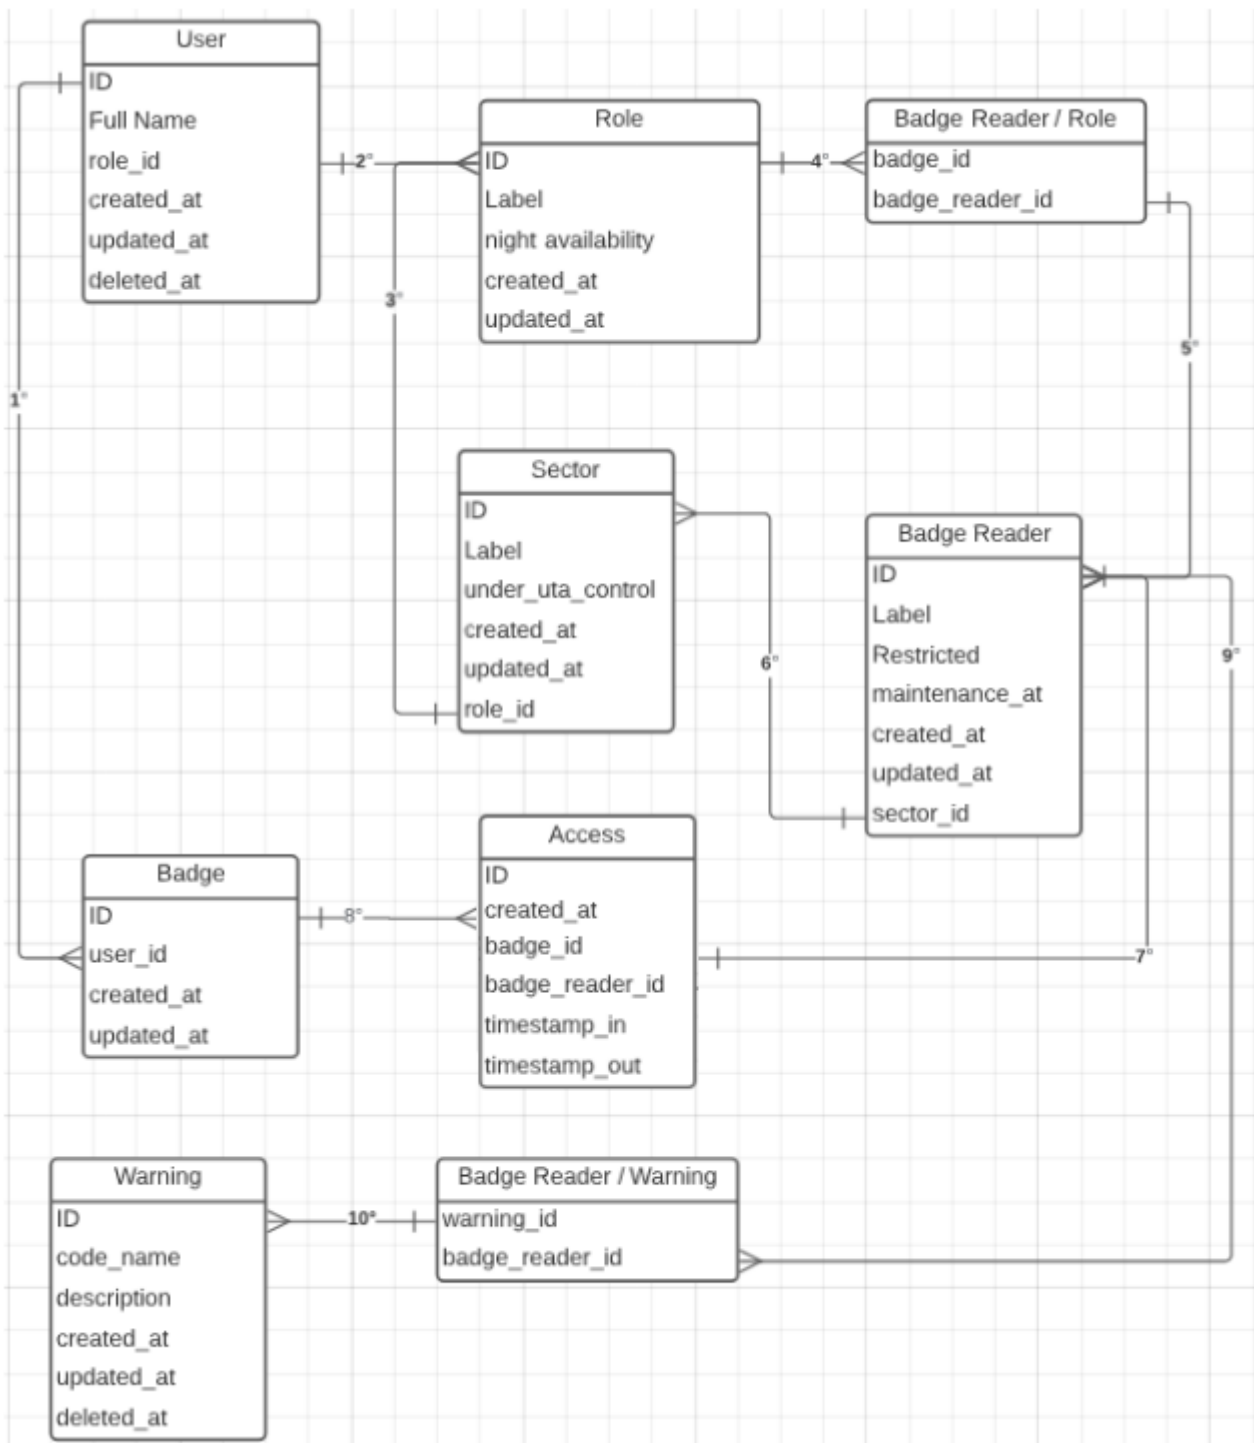 User
ID
Full Name
role_id
created_at
updated_at
deleted_at
2°
Role
ID
Label
night availability
created_at
updated_at
4°
Badge Reader / Role
badge_id
badge_reader_id
3°
5°
1°
Sector
ID
Label
under_uta_control
created_at
updated_at
role_id
6°
Badge Reader
ID
Label
Restricted
maintenance_at
created_at
updated_at
sector_id
9°
Badge
ID
user_id
created_at
updated_at
8°
Access
ID
created_at
badge_id
badge_reader_id
timestamp_in
timestamp_out
7°
Warning
ID
code_name
description
created_at
updated_at
deleted_at
10°
Badge Reader / Warning
warning_id
badge_reader_id